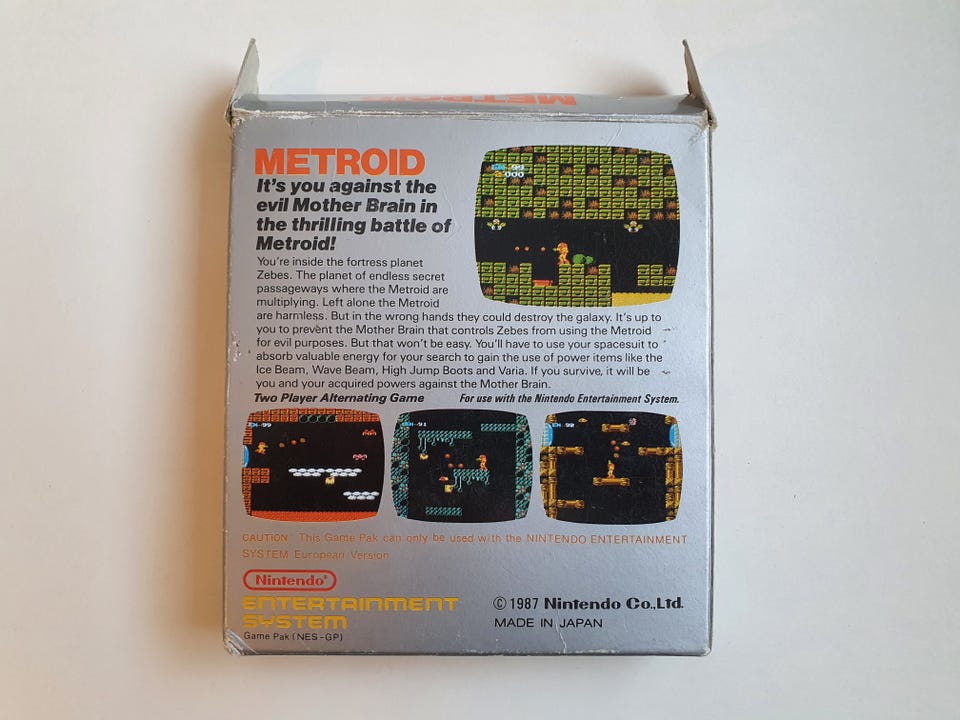 METROID
METROID
It's you against the
evil Mother Brain in
the thrilling battle of
Metroid!
You're inside the fortress planet
Zebes. The planet of endless secret
passageways where the Metroid are
multiplying. Left alone the Metroid
are harmless. But in the wrong hands they could destroy the galaxy. It's up to
you to prevent the Mother Brain that controls Zebes from using the Metroid
for evil purposes. But that won't be easy. You'll have to use your spacesuit to
absorb valuable energy for your search to gain the use of power items like the
Ice Beam, Wave Beam, High Jump Boots and Varia. If you survive, it will be
you and your acquired powers against the Mother Brain.
Two Player Alternating Game For use with the Nintendo Entertainment System.
EN..99
EN..91
EN..99
CAUTION: This Game Pak can only be used with the NINTENDO ENTERTAINMENT
SYSTEM European Version.
Nintendo®
ENTERTAINMENT
SYSTEM
Game Pak (NES-GP)
© 1987 Nintendo Co.,Ltd.
MADE IN JAPAN